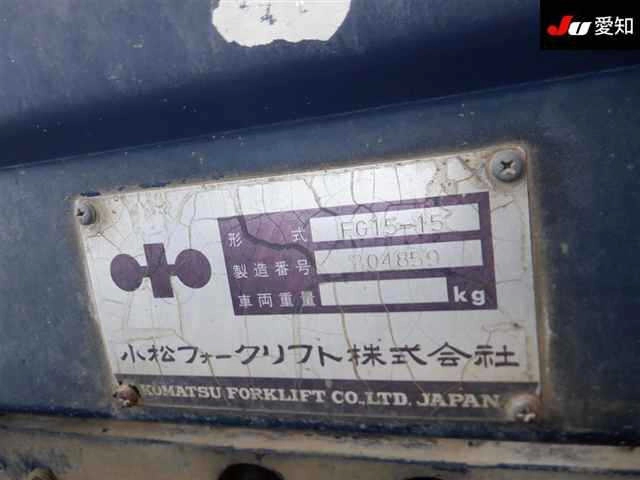 JU 愛知
形式 FG15-15
製造番号 304859
車両重量 kg
小松フォークリフト株式会社
KOMATSU FORKLIFT CO.,LTD. JAPAN